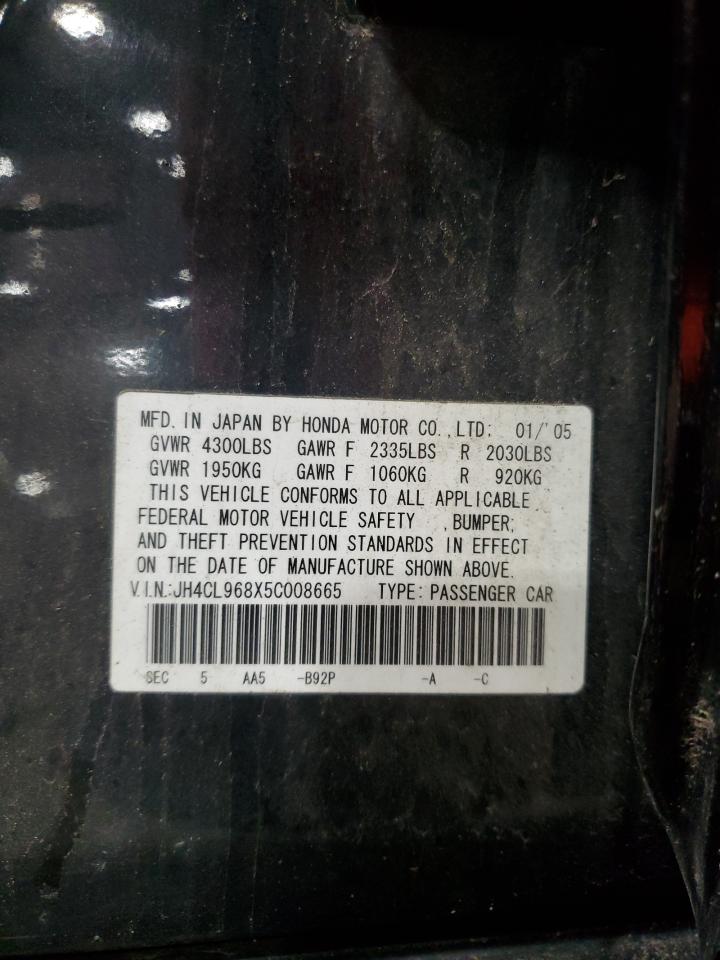 MFD. IN JAPAN BY HONDA MOTOR CO.,LTD: 01/'05
GVWR 4300LBS GAWR F 2335LBS R 2030LBS
GVWR 1950KG GAWR F 1060KG R 920KG
THIS VEHICLE CONFORMS TO ALL APPLICABLE
FEDERAL MOTOR VEHICLE SAFETY ,BUMPER,
AND THEFT PREVENTION STANDARDS IN EFFECT
ON THE DATE OF MANUFACTURE SHOWN ABOVE.
V.I.N.:JH4CL968X5C008665 TYPE: PASSENGER CAR
SEC 5 AA5 -B92P -A -C